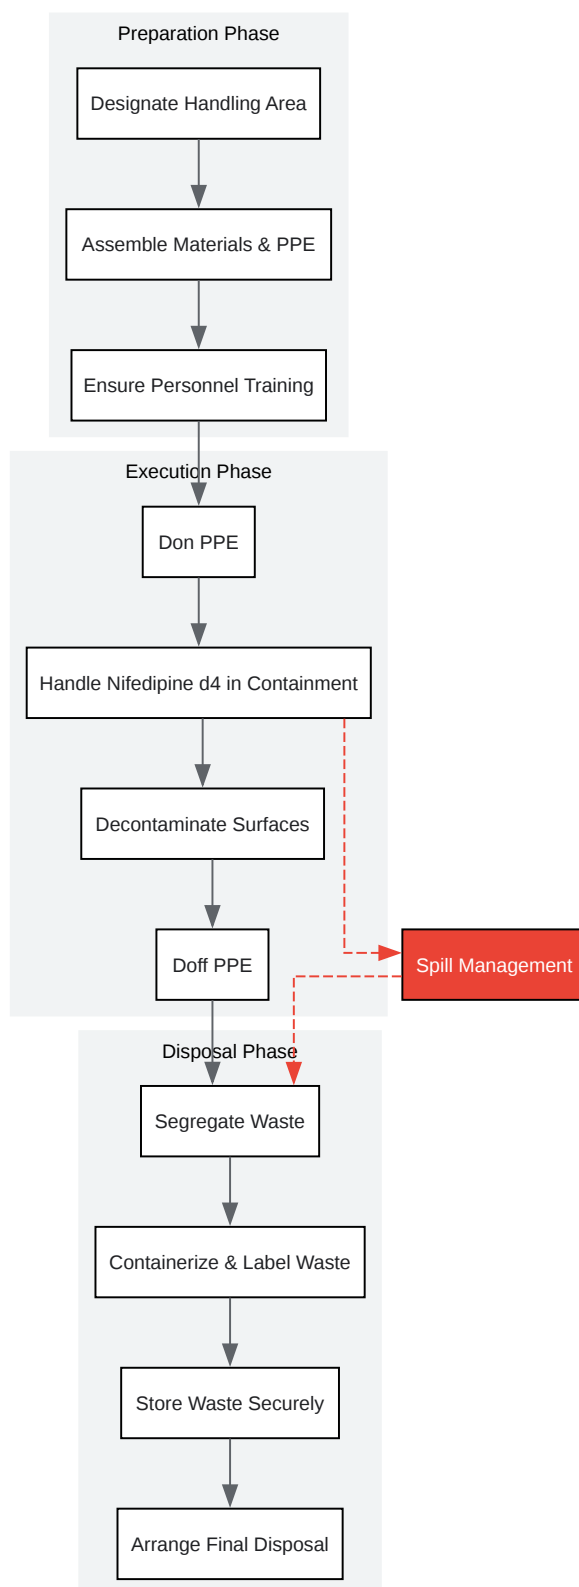 Preparation Phase
Designate Handling Area
Assemble Materials & PPE
Ensure Personnel Training
Execution Phase
Don PPE
Handle Nifedipine d4 in Containment
Decontaminate Surfaces
Doff PPE
Spill Management
Disposal Phase
Segregate Waste
Containerize & Label Waste
Store Waste Securely
Arrange Final Disposal